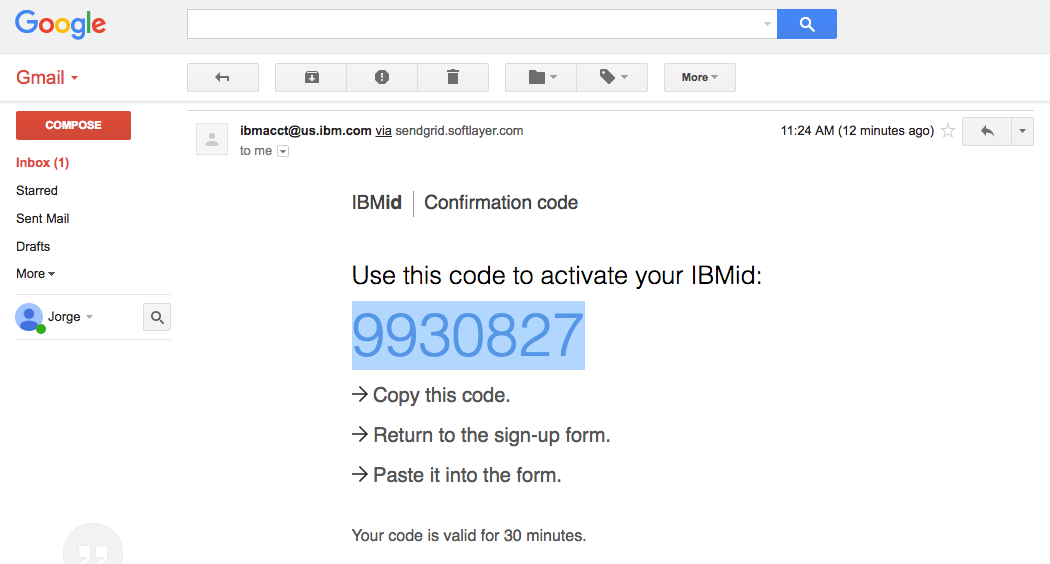 Google
Gmail
More
COMPOSE
Inbox (1)
Starred
Sent Mail
Drafts
More
Jorge
ibmacct@us.ibm.com via sendgrid.softlayer.com
11:24 AM (12 minutes ago)
to me
IBMid | Confirmation code
Use this code to activate your IBMid:
9930827
→ Copy this code.
→ Return to the sign-up form.
→ Paste it into the form.
Your code is valid for 30 minutes.